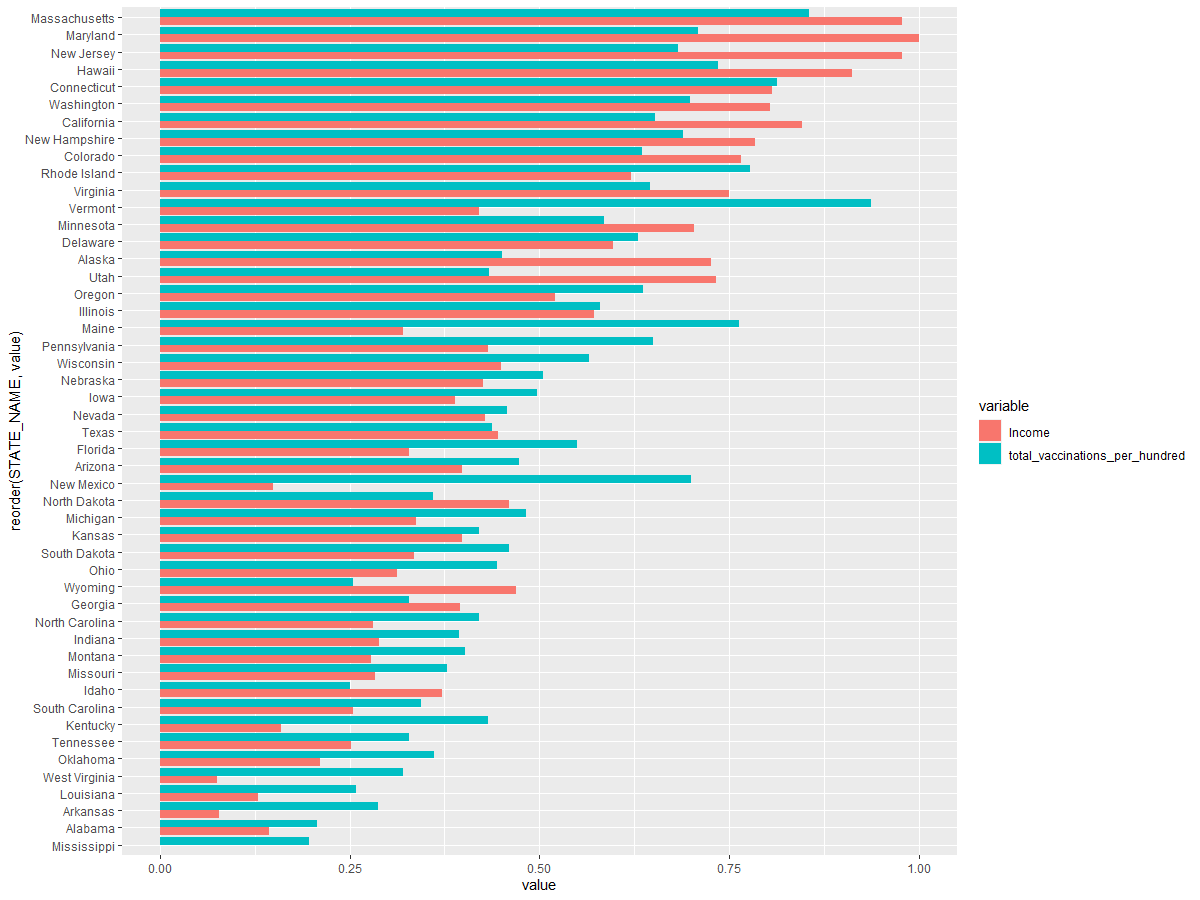 reorder(STATE_NAME, value)
Massachusetts
Maryland
New Jersey
Hawaii
Connecticut
Washington
California
New Hampshire
Colorado
Rhode Island
Virginia
Vermont
Minnesota
Delaware
Alaska
Utah
Oregon
Illinois
Maine
Pennsylvania
Wisconsin
Nebraska
Iowa
Nevada
Texas
Florida
Arizona
New Mexico
North Dakota
Michigan
Kansas
South Dakota
Ohio
Wyoming
Georgia
North Carolina
Indiana
Montana
Missouri
Idaho
South Carolina
Kentucky
Tennessee
Oklahoma
West Virginia
Louisiana
Arkansas
Alabama
Mississippi
0.00 0.25 0.50 0.75 1.00
value
variable
Income
total_vaccinations_per_hundred